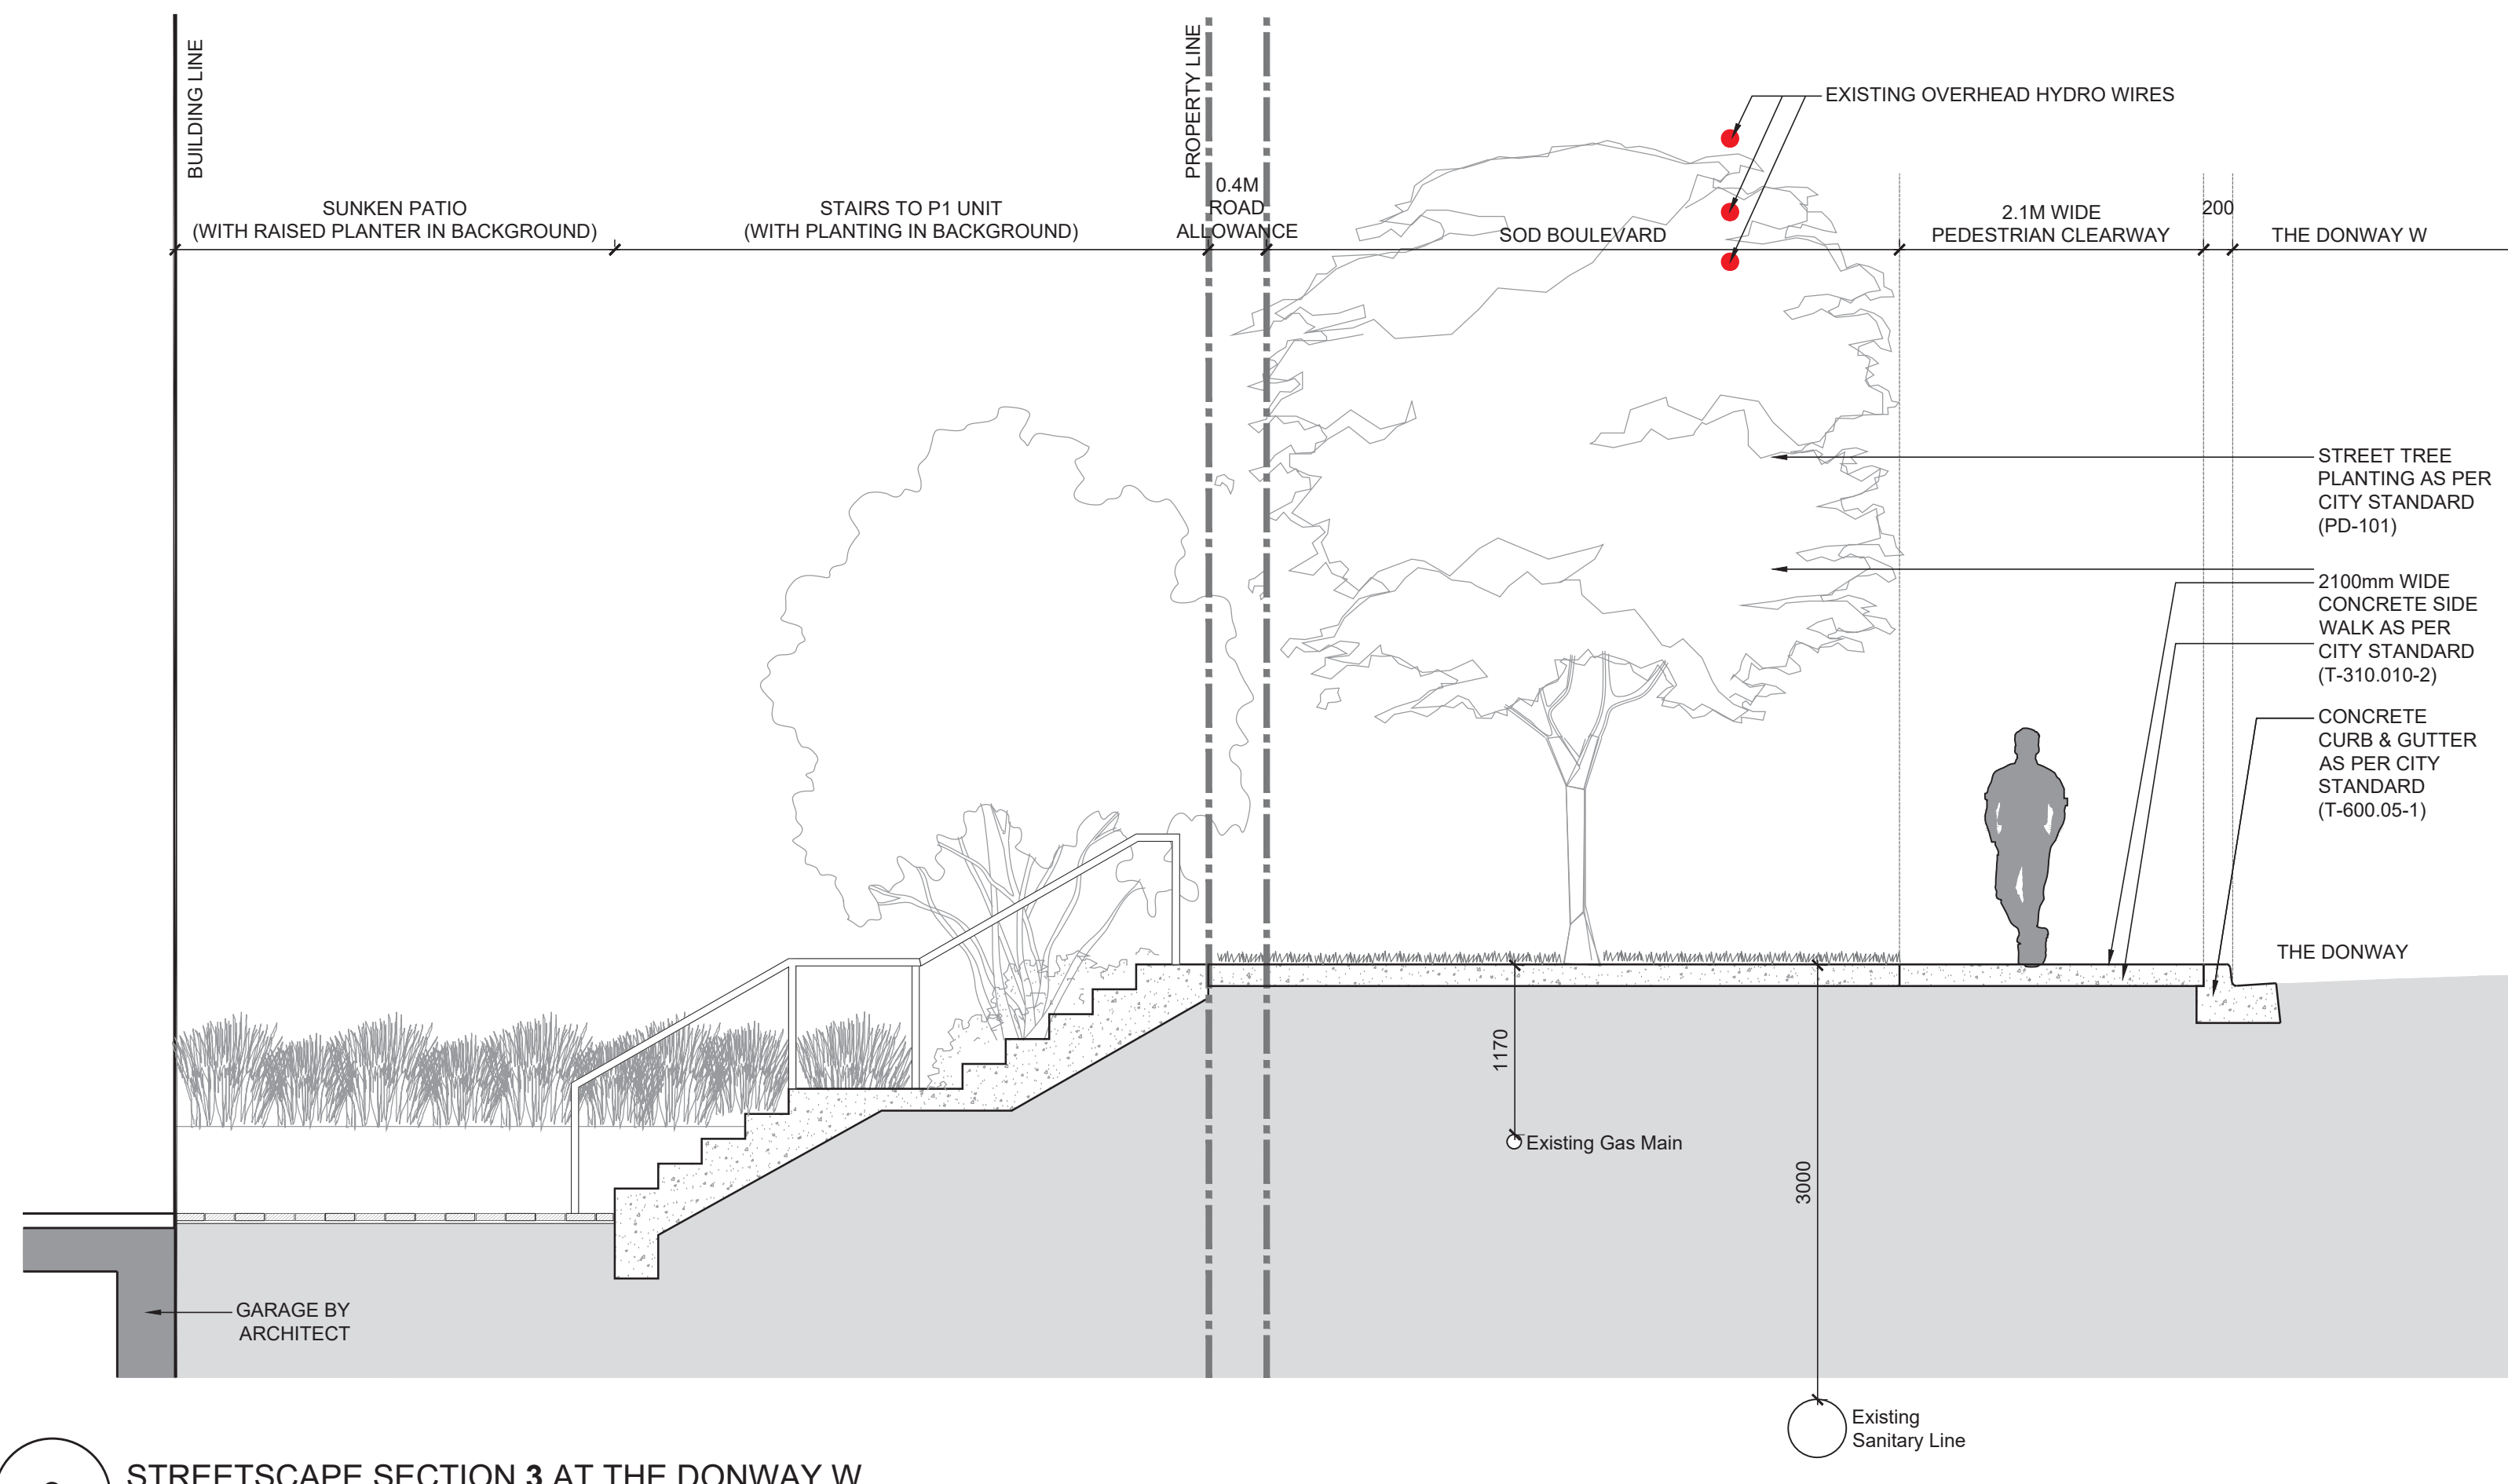 BUILDING LINE
PROPERTY LINE
EXISTING OVERHEAD HYDRO WIRES
SUNKEN PATIO
(WITH RAISED PLANTER IN BACKGROUND)
STAIRS TO P1 UNIT
(WITH PLANTING IN BACKGROUND)
0.4M
ROAD
ALLOWANCE
SOD BOULEVARD
2.1M WIDE
PEDESTRIAN CLEARWAY
200
THE DONWAY W
STREET TREE
PLANTING AS PER
CITY STANDARD
(PD-101)
2100mm WIDE
CONCRETE SIDE
WALK AS PER
CITY STANDARD
(T-310.010-2)
CONCRETE
CURB & GUTTER
AS PER CITY
STANDARD
(T-600.05-1)
THE DONWAY
1170
Existing Gas Main
3000
GARAGE BY
ARCHITECT
Existing
Sanitary Line
STREETSCAPE SECTION 3 AT THE DONWAY W